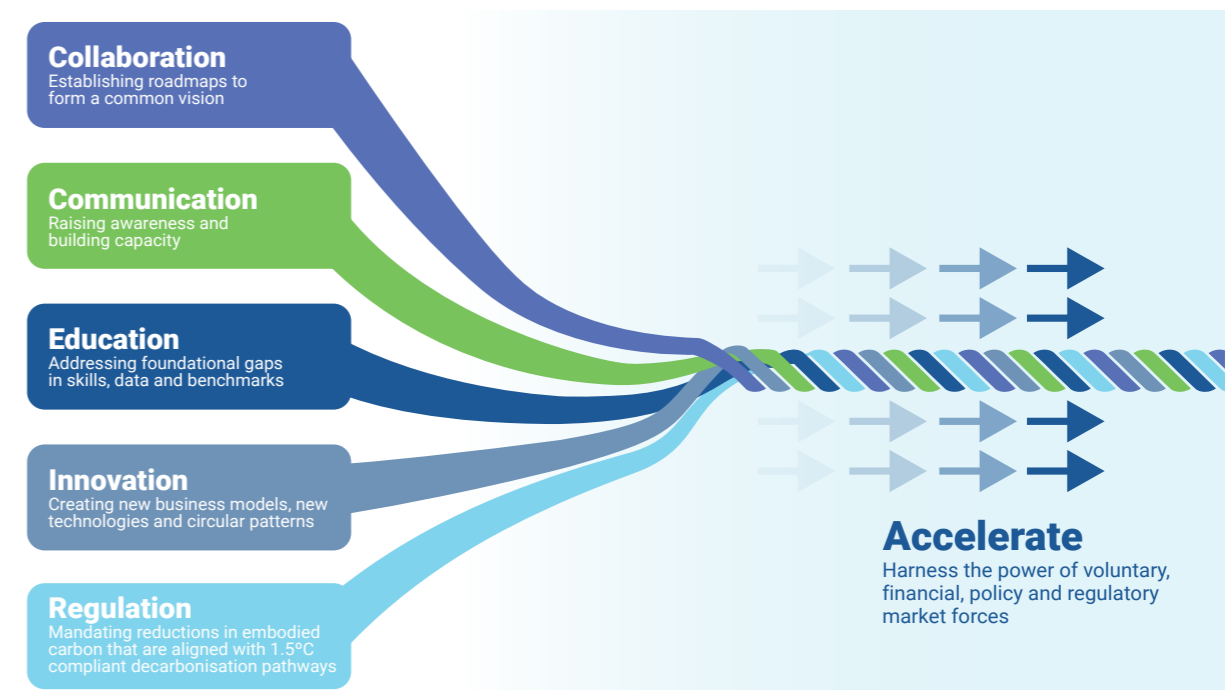 Collaboration
Establishing roadmaps to
form a common vision
Communication
Raising awareness and
building capacity
Education
Addressing foundational gaps
in skills, data and benchmarks
Innovation
Creating new business models, new
technologies and circular patterns
Regulation
Mandating reductions in embodied
carbon that are aligned with 1.5ºC
compliant decarbonisation pathways
Accelerate
Harness the power of voluntary,
financial, policy and regulatory
market forces